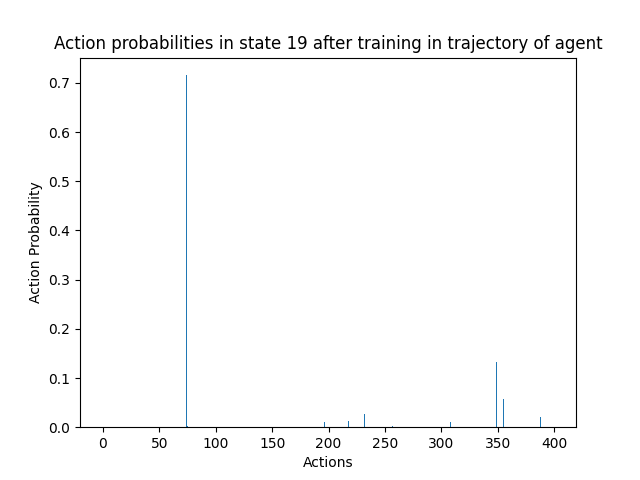 Action probabilities in state 19 after training in trajectory of agent
0.7
0.6
0.5
0.4
0.3
0.2
0.1
0.0
Action Probability
0 50 100 150 200 250 300 350 400
Actions